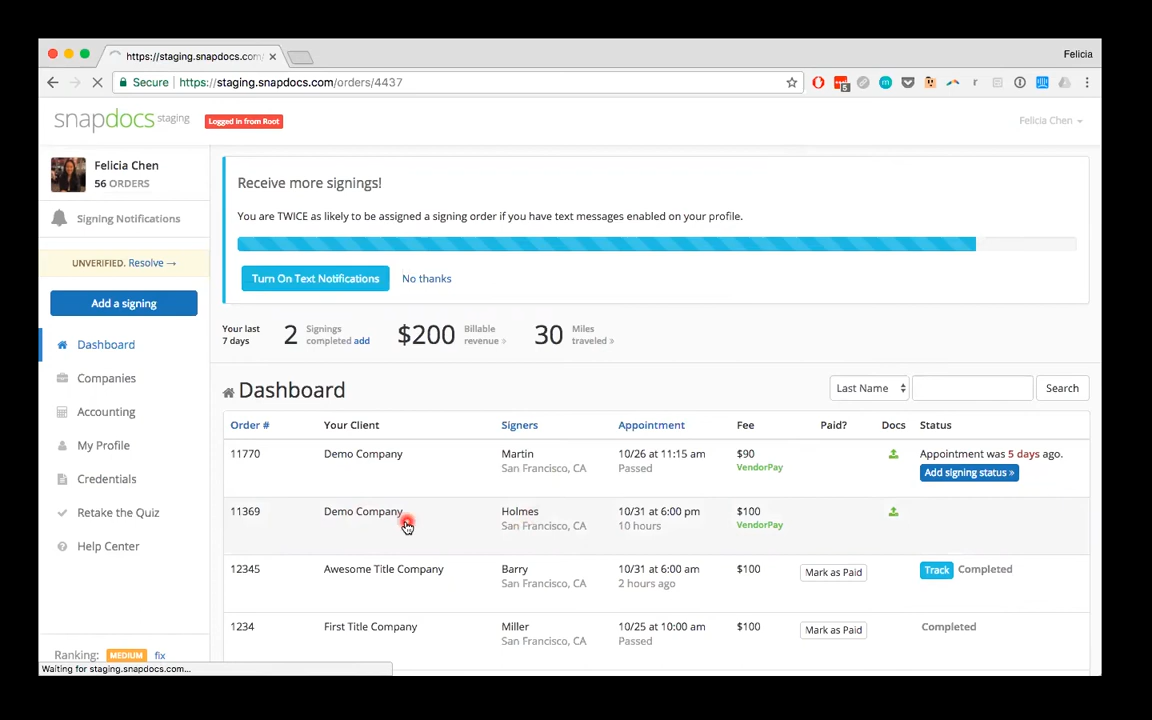 https://staging.snapdocs.com/
Felicia
Secure | https://staging.snapdocs.com/orders/4437
5
snapdocs staging
Logged in from Root
Felicia Chen
Felicia Chen
56 ORDERS
Signing Notifications
UNVERIFIED. Resolve →
Add a signing
Dashboard
Companies
Accounting
My Profile
Credentials
Retake the Quiz
Help Center
Ranking: MEDIUM fix
Waiting for staging.snapdocs.com...
Receive more signings!
You are TWICE as likely to be assigned a signing order if you have text messages enabled on your profile.
Turn On Text Notifications No thanks
Your last 7 days
2 Signings completed add
$200 Billable revenue »
30 Miles traveled »
Dashboard
Last Name Search
Order # Your Client Signers Appointment Fee Paid? Docs Status
11770 Demo Company Martin 10/26 at 11:15 am $90 Appointment was 5 days ago.
San Francisco, CA Passed VendorPay Add signing status »
11369 Demo Company Holmes 10/31 at 6:00 pm $100
San Francisco, CA 10 hours VendorPay
12345 Awesome Title Company Barry 10/31 at 6:00 am $100 Mark as Paid Track Completed
San Francisco, CA 2 hours ago
1234 First Title Company Miller 10/25 at 10:00 am $100 Mark as Paid Completed
San Francisco, CA Passed